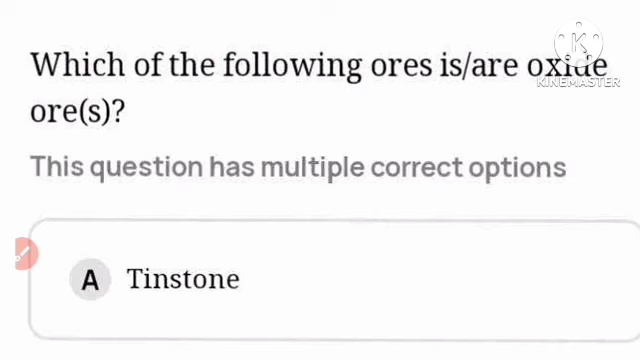 Which of the following ores is/are oxide
ore(s)?
This question has multiple correct options
A Tinstone
K
KINEMASTER